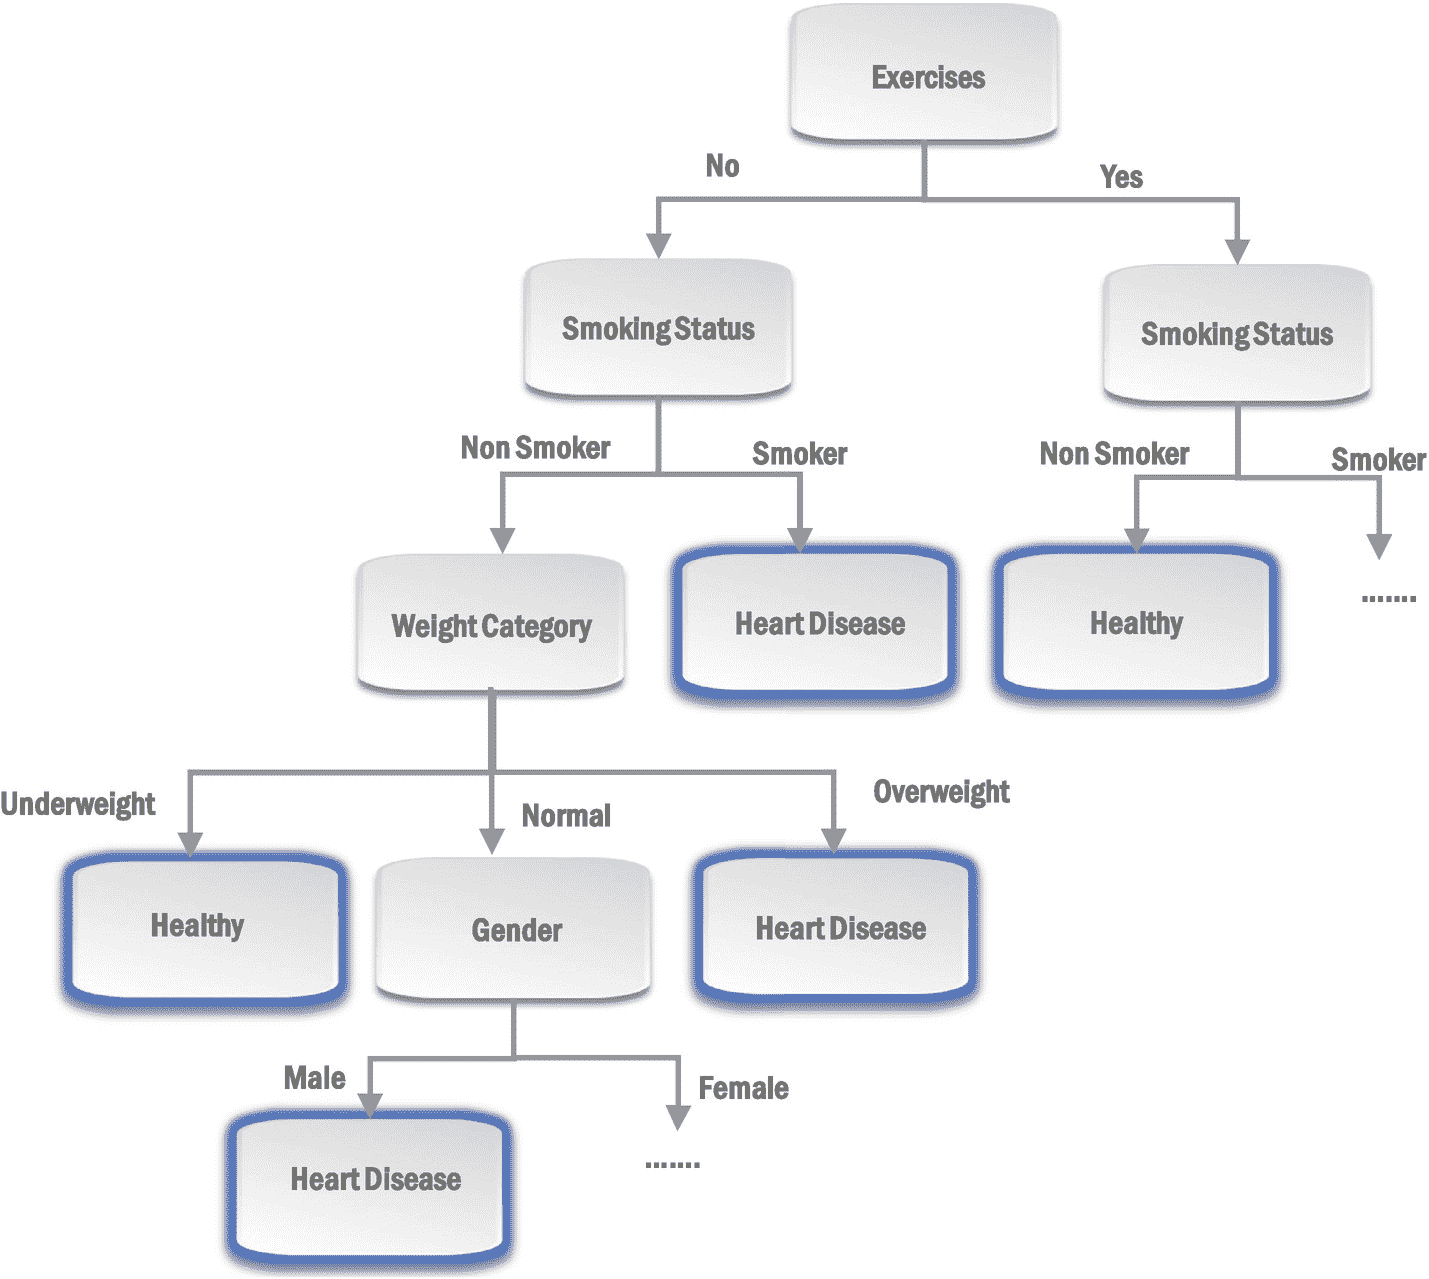 Exercises
No
Yes
Smoking Status
Smoking Status
Non Smoker
Smoker
Non Smoker
Smoker
Weight Category
Heart Disease
Healthy
.......
Underweight
Normal
Overweight
Healthy
Gender
Heart Disease
Male
Female
Heart Disease
.......